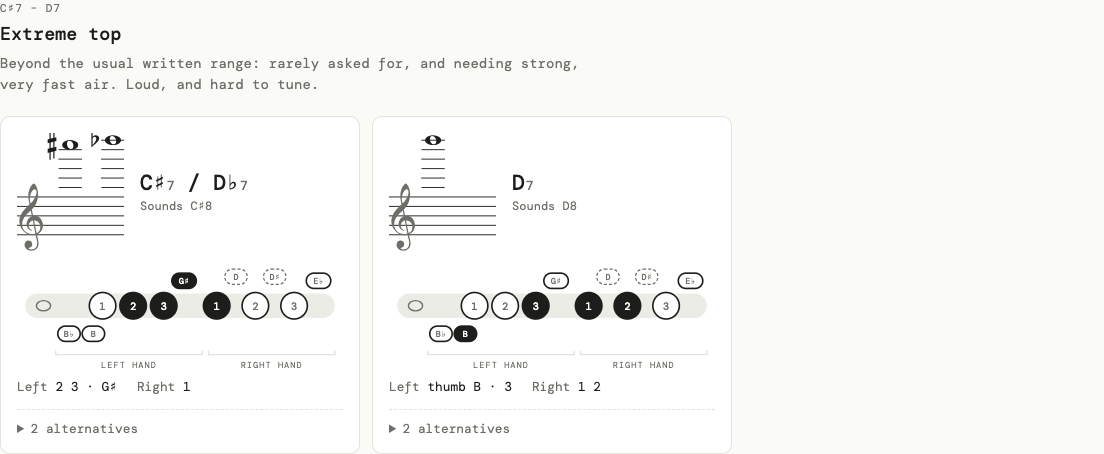 C♯7 – D7
Extreme top
Beyond the usual written range: rarely asked for, and needing strong,
very fast air. Loud, and hard to tune.
C♯7 / D♭7
Sounds C♯8
G♯ D D♯ E♭
1 2 3 1 2 3
B♭ B
LEFT HAND RIGHT HAND
Left 2 3 · G♯ Right 1
▶ 2 alternatives
D7
Sounds D8
G♯ D D♯ E♭
1 2 3 1 2 3
B♭ B
LEFT HAND RIGHT HAND
Left thumb B · 3 Right 1 2
▶ 2 alternatives